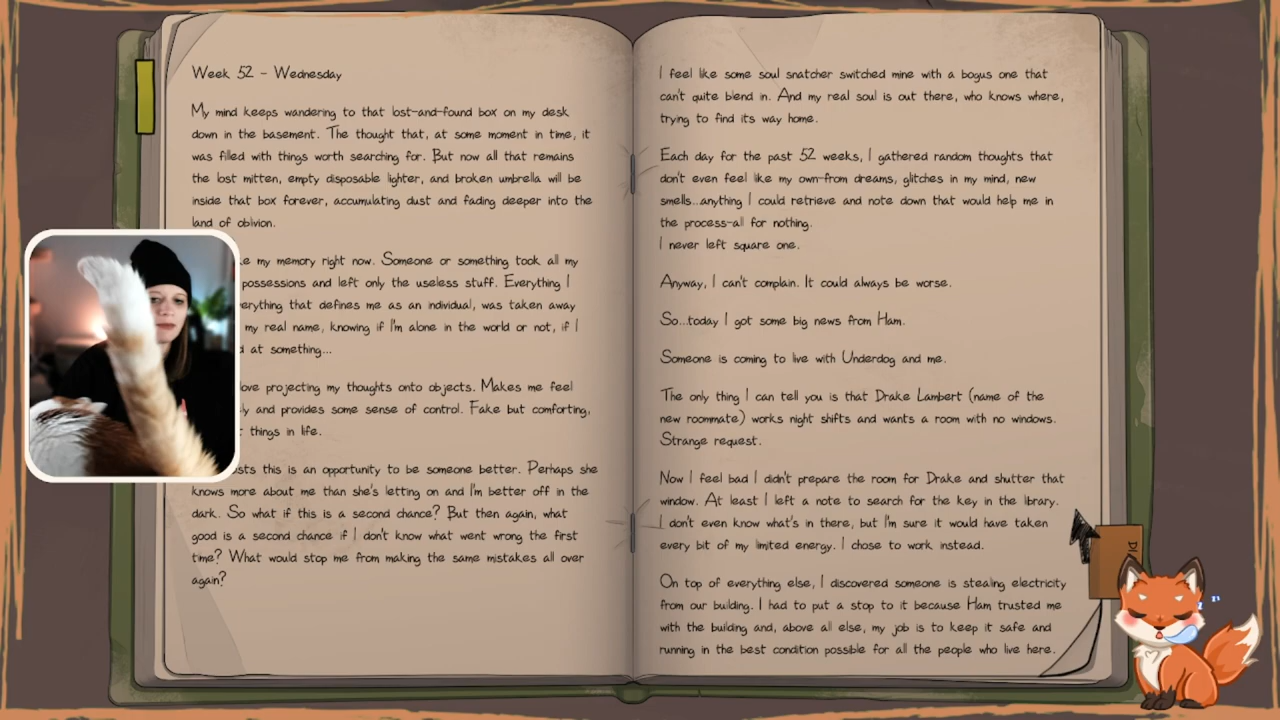 Week 52 - Wednesday
My mind keeps wandering to that lost-and-found box on my desk
down in the basement. The thought that, at some moment in time, it
was filled with things worth searching for. But now all that remains
the lost mitten, empty disposable lighter, and broken umbrella will be
inside that box forever, accumulating dust and fading deeper into the
land of oblivion.
my memory right now. Someone or something took all my
possessions and left only the useless stuff. Everything I
that defines me as an individual, was taken away
my real name, knowing if I'm alone in the world or not, if I
at something...
projecting my thoughts onto objects. Makes me feel
and provides some sense of control. Fake but comforting,
things in life.
this is an opportunity to be someone better. Perhaps she
knows more about me than she's letting on and I'm better off in the
dark. So what if this is a second chance? But then again, what
good is a second chance if I don't know what went wrong the first
time? What would stop me from making the same mistakes all over
again?
I feel like some soul snatcher switched mine with a bogus one that
can't quite blend in. And my real soul is out there, who knows where,
trying to find its way home.
Each day for the past 52 weeks, I gathered random thoughts that
don't even feel like my own-from dreams, glitches in my mind, new
smells...anything I could retrieve and note down that would help me in
the process-all for nothing.
I never left square one.
Anyway, I can't complain. It could always be worse.
So...today I got some big news from Ham.
Someone is coming to live with Underdog and me.
The only thing I can tell you is that Drake Lambert (name of the
new roommate) works night shifts and wants a room with no windows.
Strange request.
Now I feel bad I didn't prepare the room for Drake and shutter that
window. At least I left a note to search for the key in the library.
I don't even know what's in there, but I'm sure it would have taken
every bit of my limited energy. I chose to work instead.
On top of everything else, I discovered someone is stealing electricity
from our building. I had to put a stop to it because Ham trusted me
with the building and, above all else, my job is to keep it safe and
running in the best condition possible for all the people who live here.